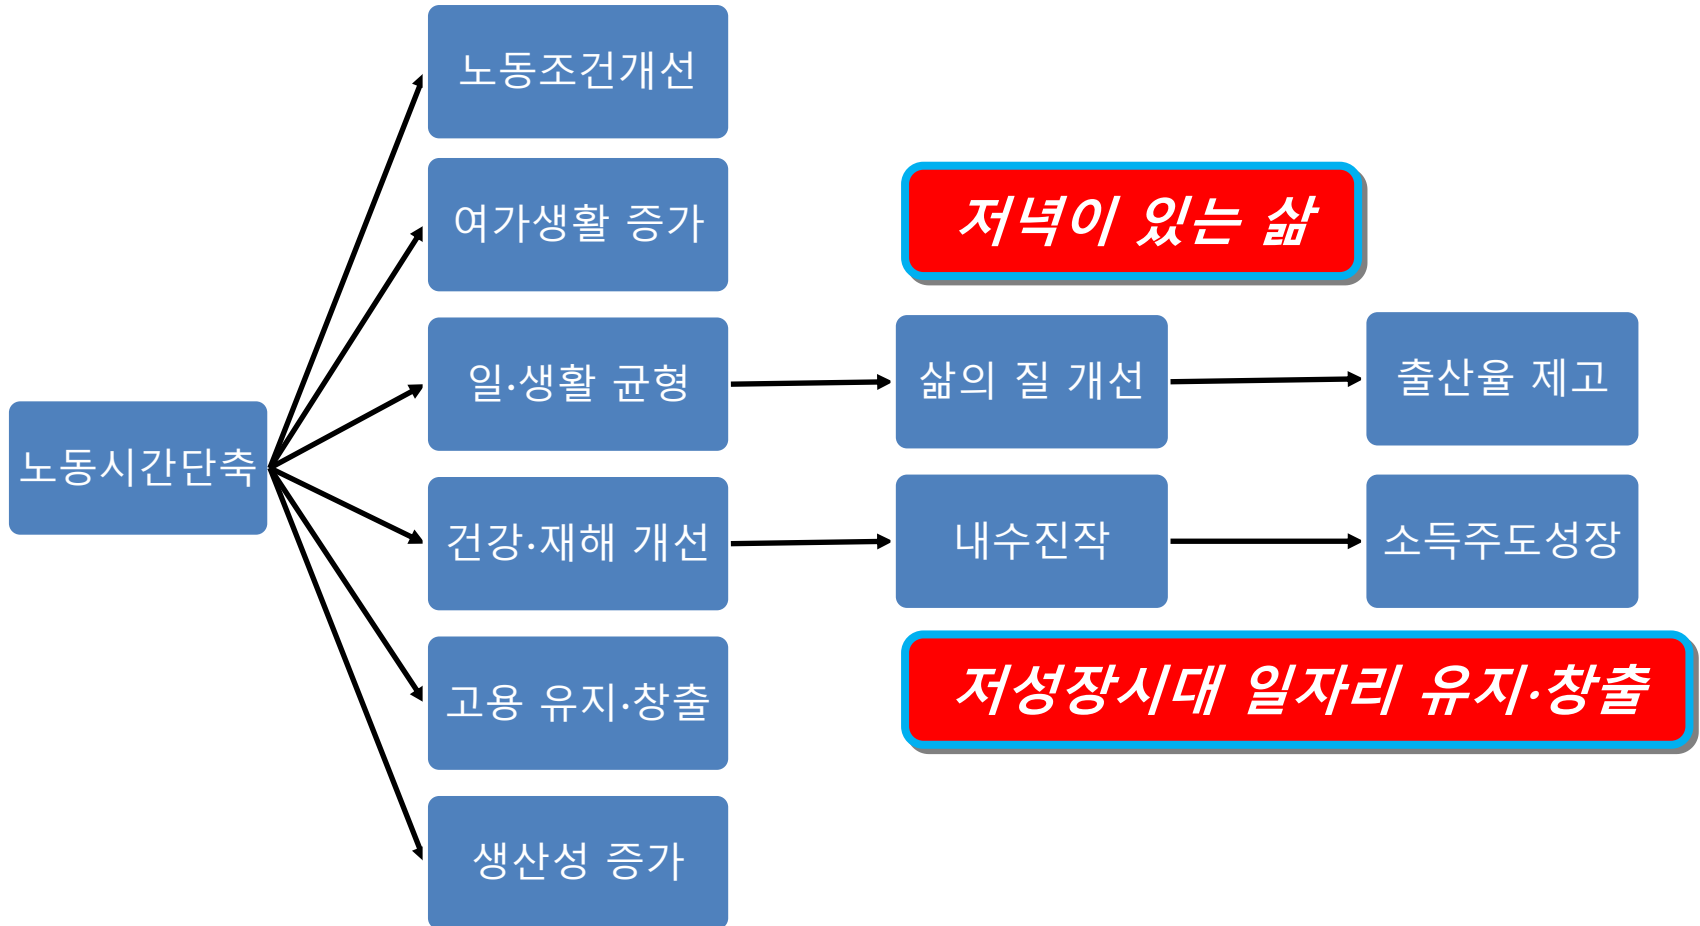 노동조건개선
여가생활 증가
저녁이 있는 삶
일·생활 균형
삶의 질 개선
출산율 제고
노동시간단축
건강·재해 개선
내수진작
소득주도성장
고용 유지·창출
저성장시대 일자리 유지·창출
생산성 증가